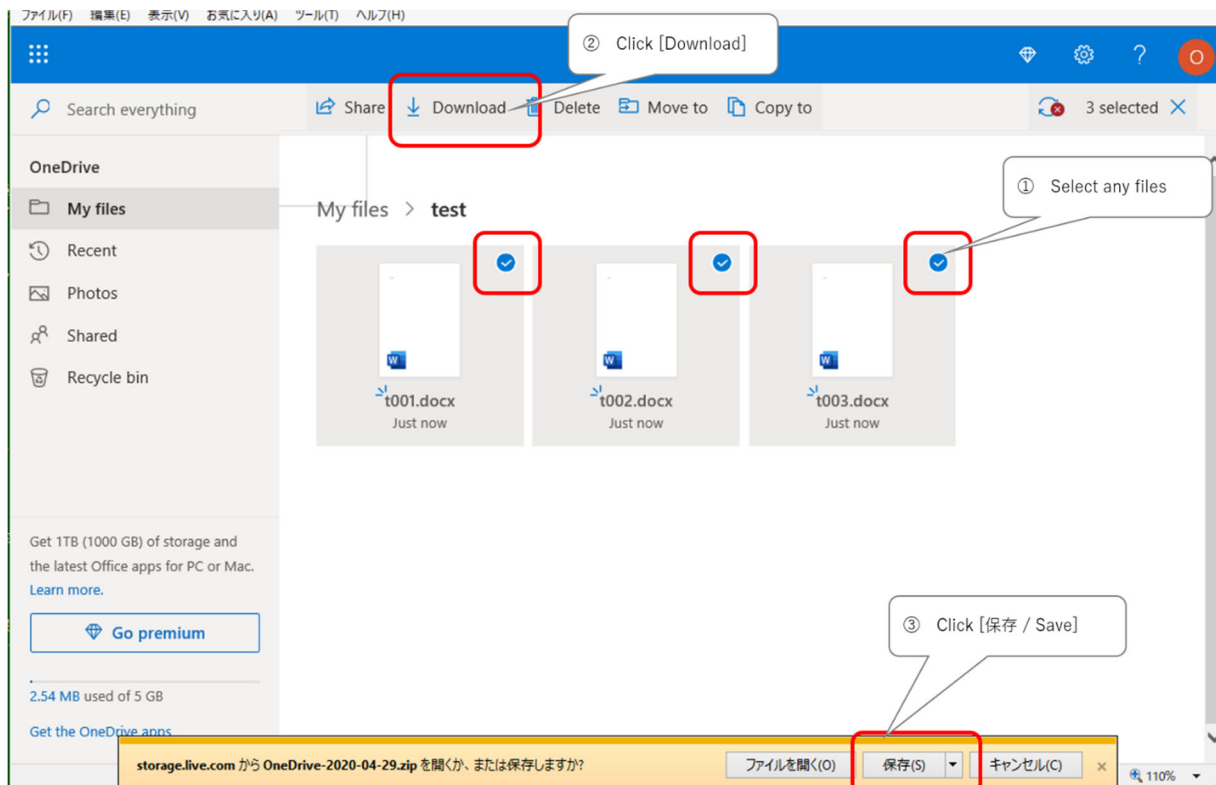 ファイル(F) 編集(E) 表示(V) お気に入り(A) ツール(T) ヘルプ(H)
② Click [Download]
? O
Search everything
Share Download Delete Move to Copy to
3 selected
OneDrive
① Select any files
My files
My files > test
Recent
Photos
Shared
Recycle bin
W W W
t001.docx t002.docx t003.docx
Just now Just now Just now
Get 1TB (1000 GB) of storage and
the latest Office apps for PC or Mac.
Learn more.
Go premium
③ Click [保存 / Save]
2.54 MB used of 5 GB
Get the OneDrive apps
storage.live.com から OneDrive-2020-04-29.zip を開くか、または保存しますか?
ファイルを開く(O) 保存(S) キャンセル(C) ×
110%